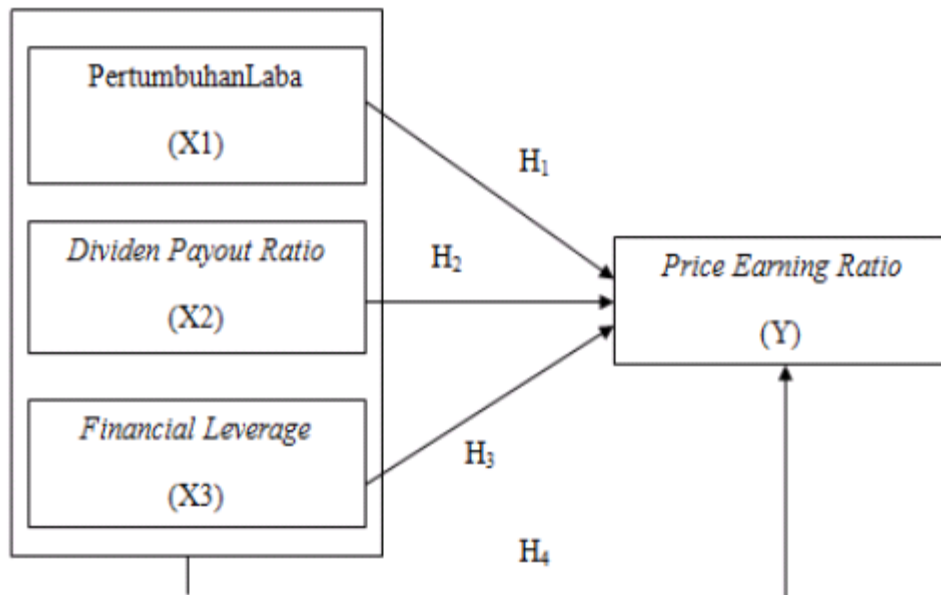 PertumbuhanLaba
(X1)
H₁
Dividen Payout Ratio
(X2)
H₂
Price Earning Ratio
(Y)
Financial Leverage
(X3)
H₃
H₄